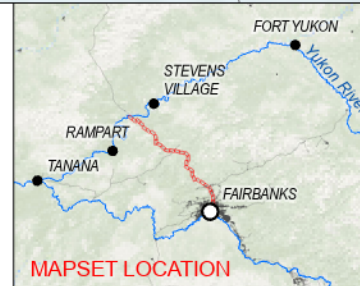 FORT YUKON
Yukon River
STEVENS
VILLAGE
RAMPART
TANANA
FAIRBANKS
MAPSET LOCATION